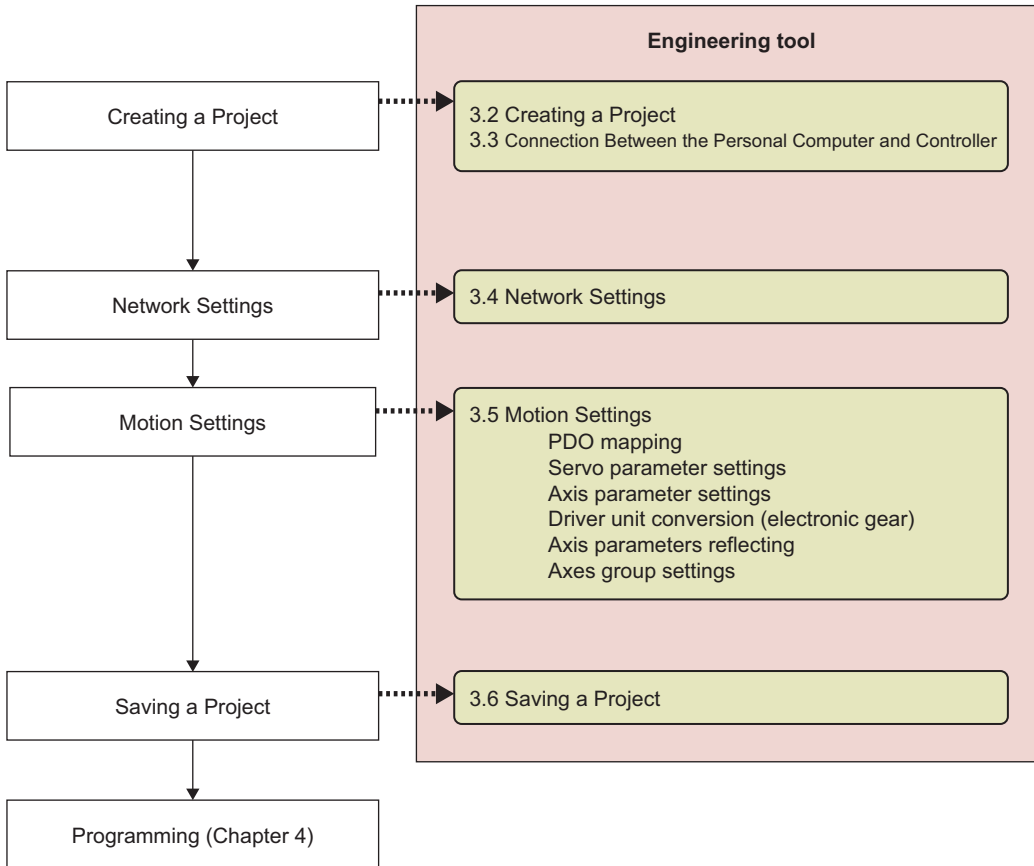 Engineering tool
Creating a Project
3.2 Creating a Project
3.3 Connection Between the Personal Computer and Controller
Network Settings
3.4 Network Settings
Motion Settings
3.5 Motion Settings
PDO mapping
Servo parameter settings
Axis parameter settings
Driver unit conversion (electronic gear)
Axis parameters reflecting
Axes group settings
Saving a Project
3.6 Saving a Project
Programming (Chapter 4)